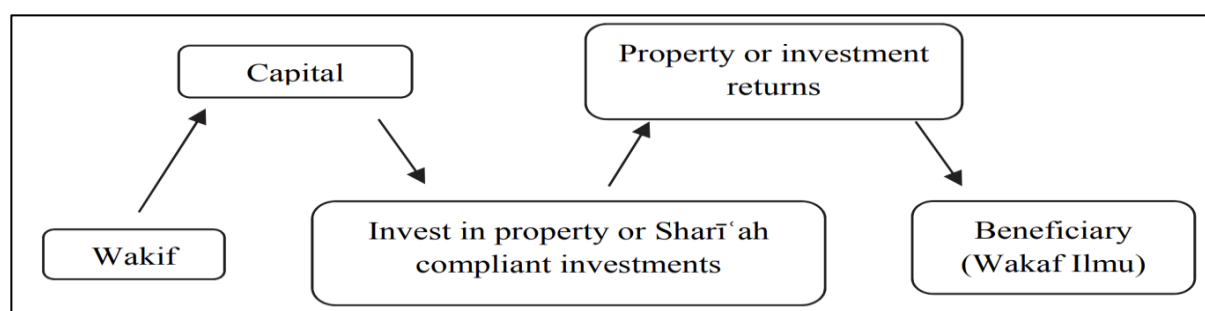 Wakif
Capital
Invest in property or Sharīʿah
compliant investments
Property or investment
returns
Beneficiary
(Wakaf Ilmu)